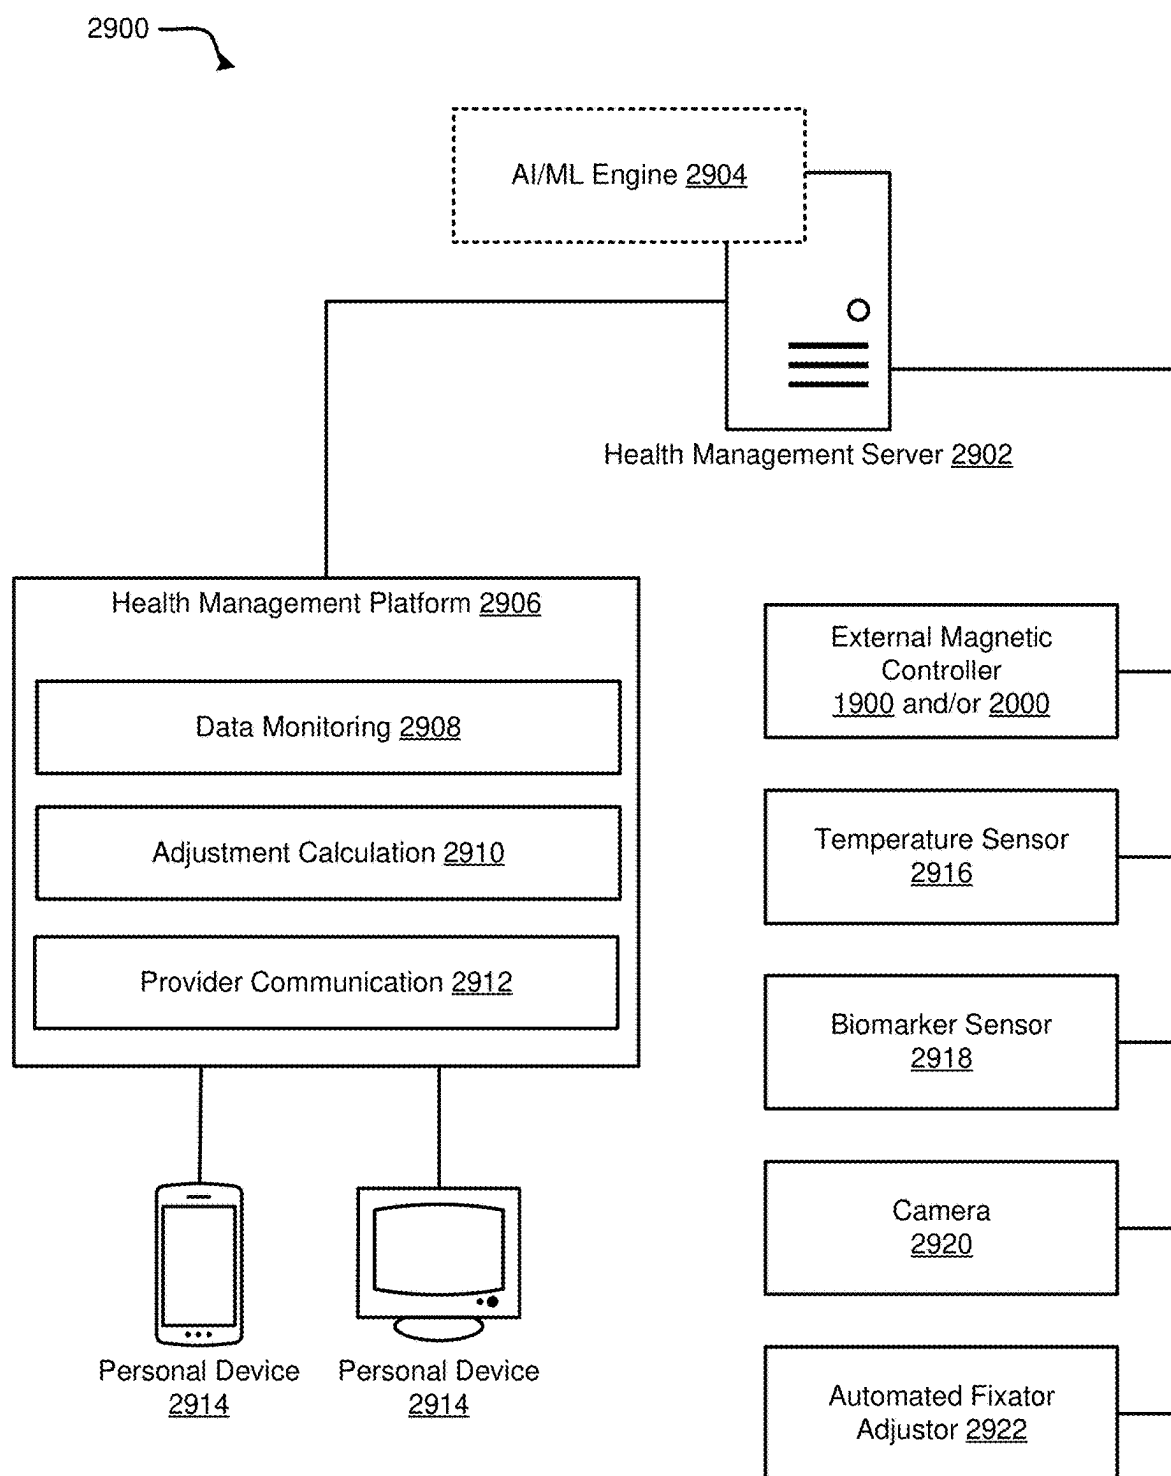 2900
AI/ML Engine 2904
Health Management Server 2902
Health Management Platform 2906
Data Monitoring 2908
Adjustment Calculation 2910
Provider Communication 2912
Personal Device
2914
Personal Device
2914
External Magnetic
Controller
1900 and/or 2000
Temperature Sensor
2916
Biomarker Sensor
2918
Camera
2920
Automated Fixator
Adjustor 2922